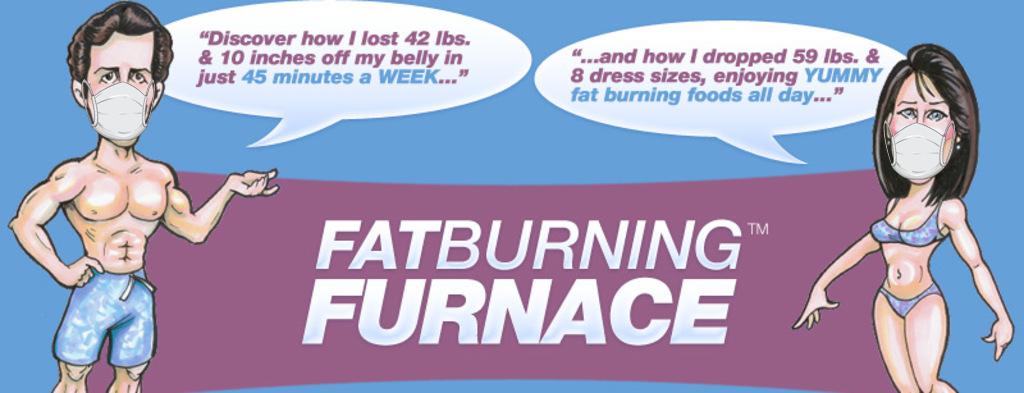 “Discover how I lost 42 lbs.
& 10 inches off my belly in
just 45 minutes a WEEK...”
“...and how I dropped 59 lbs. &
8 dress sizes, enjoying YUMMY
fat burning foods all day...”
FATBURNING™
FURNACE